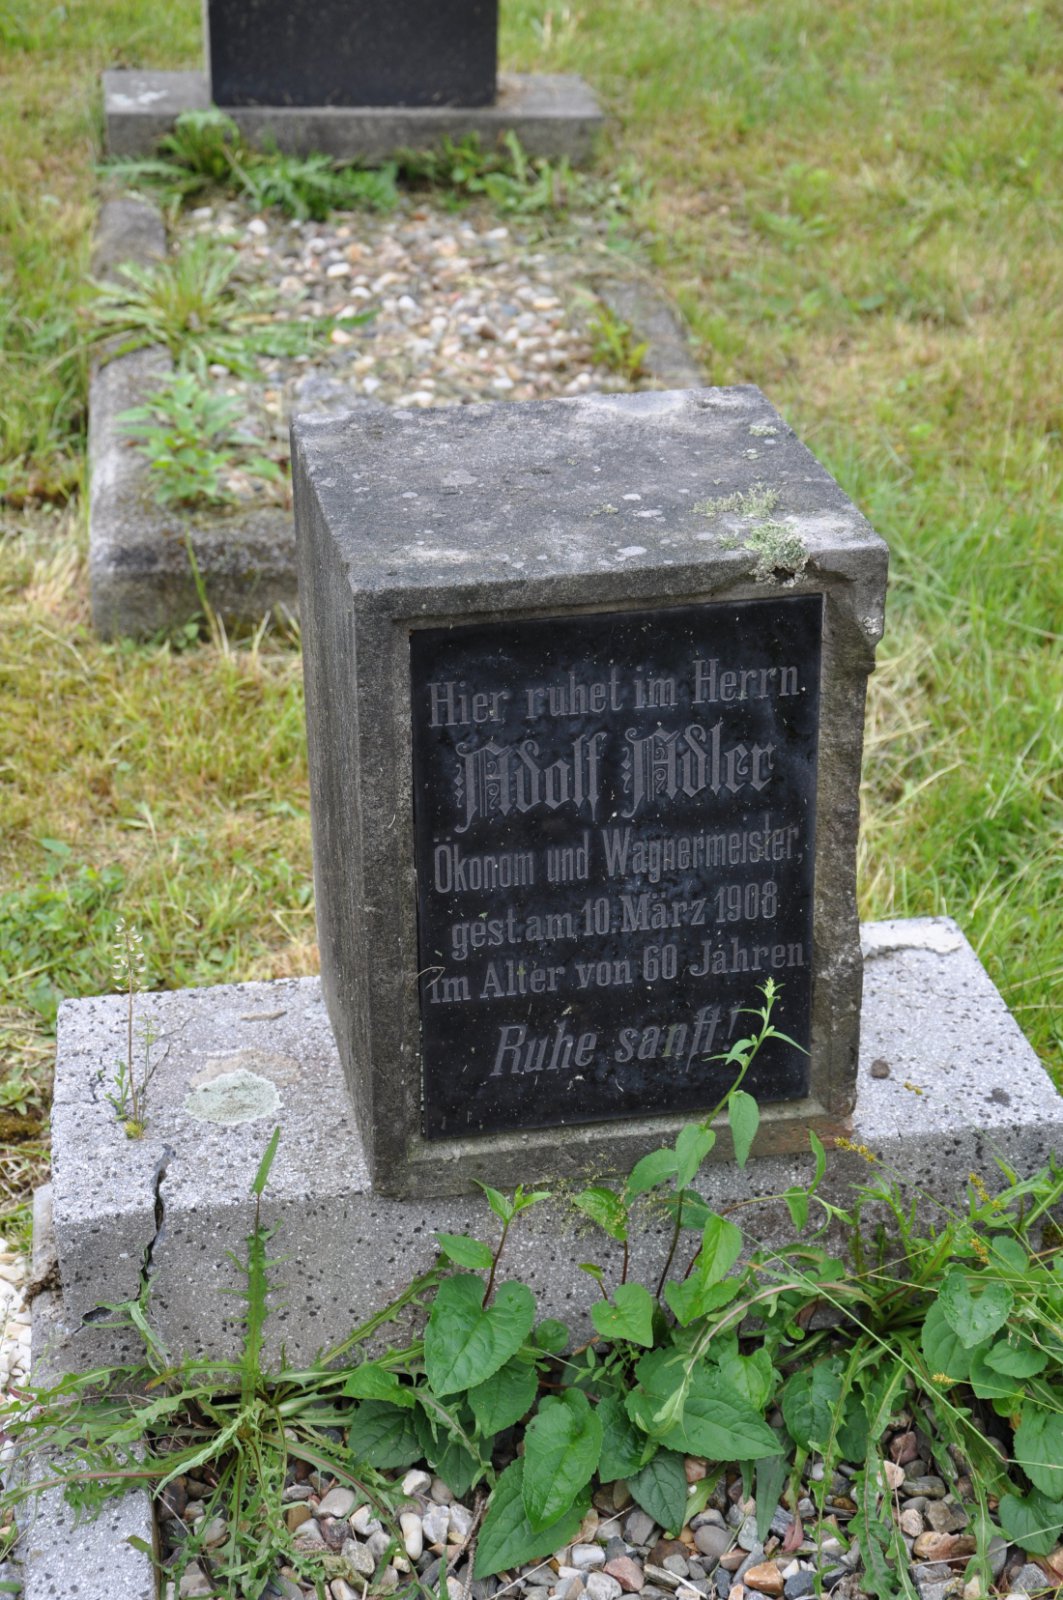 Hier ruhet im Herrn
Adolf Adler
Ökonom und Wagnermeister,
gest. am 10. März 1908
im Alter von 60 Jahren
Ruhe sanft!